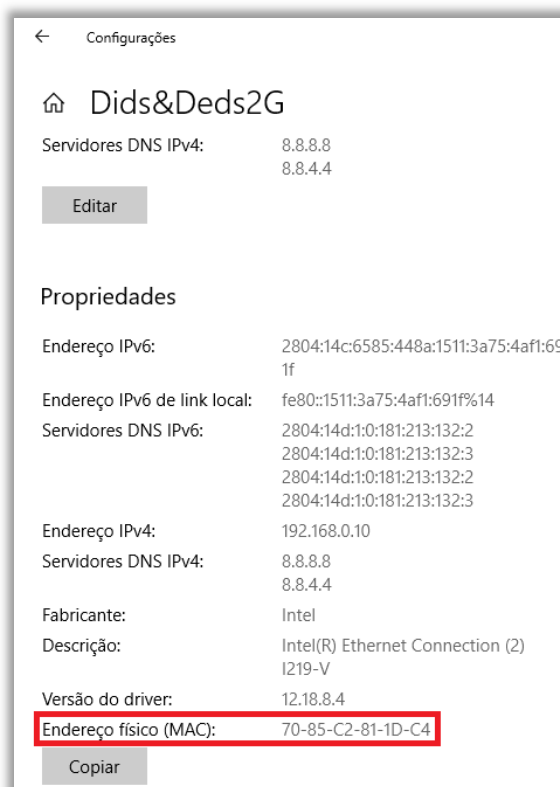 Configurações
Dids&Deds2G
Servidores DNS IPv4: 8.8.8.8
8.8.4.4
Editar
Propriedades
Endereço IPv6: 2804:14c:6585:448a:1511:3a75:4af1:69
1f
Endereço IPv6 de link local: fe80::1511:3a75:4af1:691f%14
Servidores DNS IPv6: 2804:14d:1:0:181:213:132:2
2804:14d:1:0:181:213:132:3
2804:14d:1:0:181:213:132:2
2804:14d:1:0:181:213:132:3
Endereço IPv4: 192.168.0.10
Servidores DNS IPv4: 8.8.8.8
8.8.4.4
Fabricante: Intel
Descrição: Intel(R) Ethernet Connection (2)
I219-V
Versão do driver: 12.18.8.4
Endereço físico (MAC): 70-85-C2-81-1D-C4
Copiar